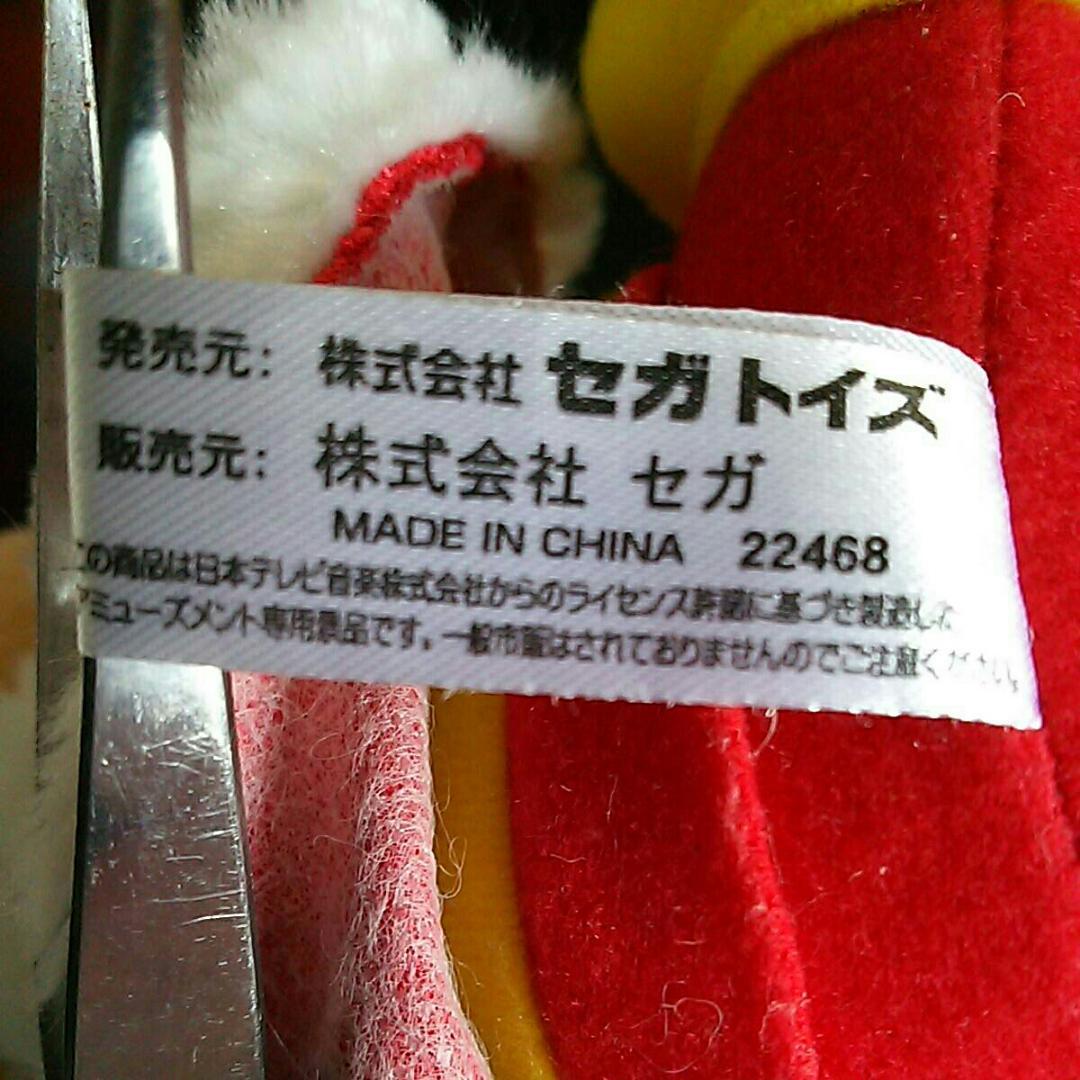 発売元: 株式会社 セガトイズ
販売元: 株式会社 セガ
MADE IN CHINA 22468
この商品は日本テレビ音楽株式会社からのライセンス許諾に基づき製造した
アミューズメント専用景品です。一般市販はされておりませんのでご注意ください。